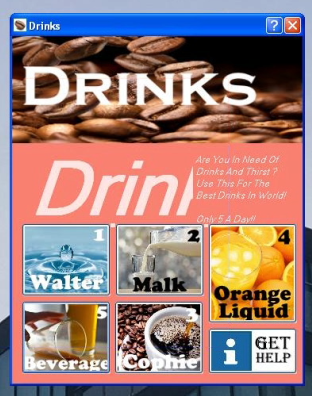 Drinks
DRINKS
Drinl
Are You In Need Of
Drinks And Thirst ?
Use This For The
Best Drinks In World!
Only 5 A Day!!
1
Walter
2
Malk
4
Orange
Liquid
5
Beverage
3
Cophie
i
GET
HELP